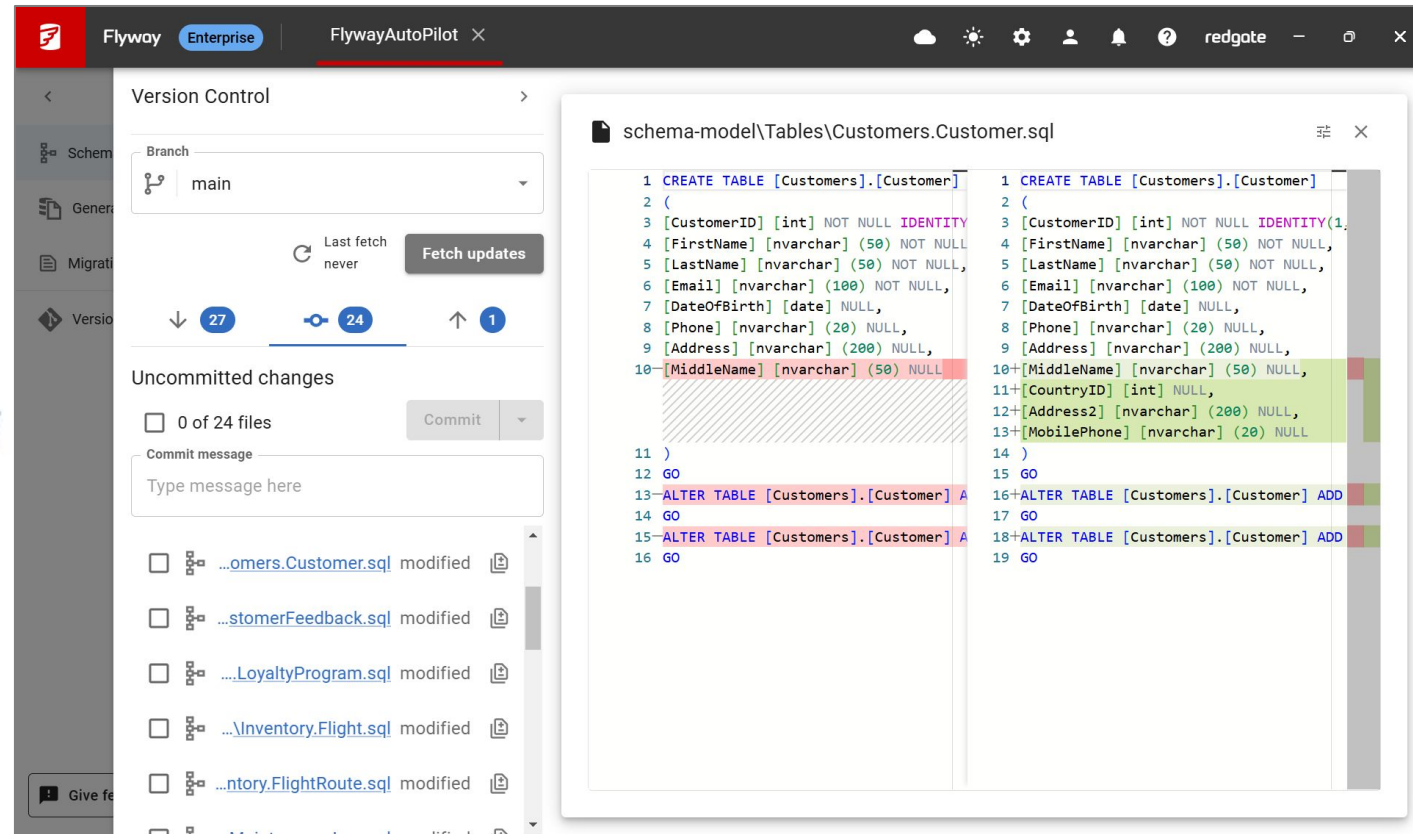 Flyway Enterprise FlywayAutoPilot redgate
Schem
Genera
Migrati
Versio
Give fe
Version Control
Branch
main
Last fetch
never
Fetch updates
27 24 1
Uncommitted changes
0 of 24 files Commit
Commit message
Type message here
...omers.Customer.sql modified
...stomerFeedback.sql modified
....LoyaltyProgram.sql modified
...\Inventory.Flight.sql modified
...ntory.FlightRoute.sql modified
schema-model\Tables\Customers.Customer.sql
1 CREATE TABLE [Customers].[Customer]
2 (
3 [CustomerID] [int] NOT NULL IDENTITY
4 [FirstName] [nvarchar] (50) NOT NULL
5 [LastName] [nvarchar] (50) NOT NULL,
6 [Email] [nvarchar] (100) NOT NULL,
7 [DateOfBirth] [date] NULL,
8 [Phone] [nvarchar] (20) NULL,
9 [Address] [nvarchar] (200) NULL,
10-[MiddleName] [nvarchar] (50) NULL
11 )
12 GO
13-ALTER TABLE [Customers].[Customer] A
14 GO
15-ALTER TABLE [Customers].[Customer] A
16 GO
1 CREATE TABLE [Customers].[Customer]
2 (
3 [CustomerID] [int] NOT NULL IDENTITY(1,
4 [FirstName] [nvarchar] (50) NOT NULL,
5 [LastName] [nvarchar] (50) NOT NULL,
6 [Email] [nvarchar] (100) NOT NULL,
7 [DateOfBirth] [date] NULL,
8 [Phone] [nvarchar] (20) NULL,
9 [Address] [nvarchar] (200) NULL,
10+[MiddleName] [nvarchar] (50) NULL,
11+[CountryID] [int] NULL,
12+[Address2] [nvarchar] (200) NULL,
13+[MobilePhone] [nvarchar] (20) NULL
14 )
15 GO
16+ALTER TABLE [Customers].[Customer] ADD
17 GO
18+ALTER TABLE [Customers].[Customer] ADD
19 GO